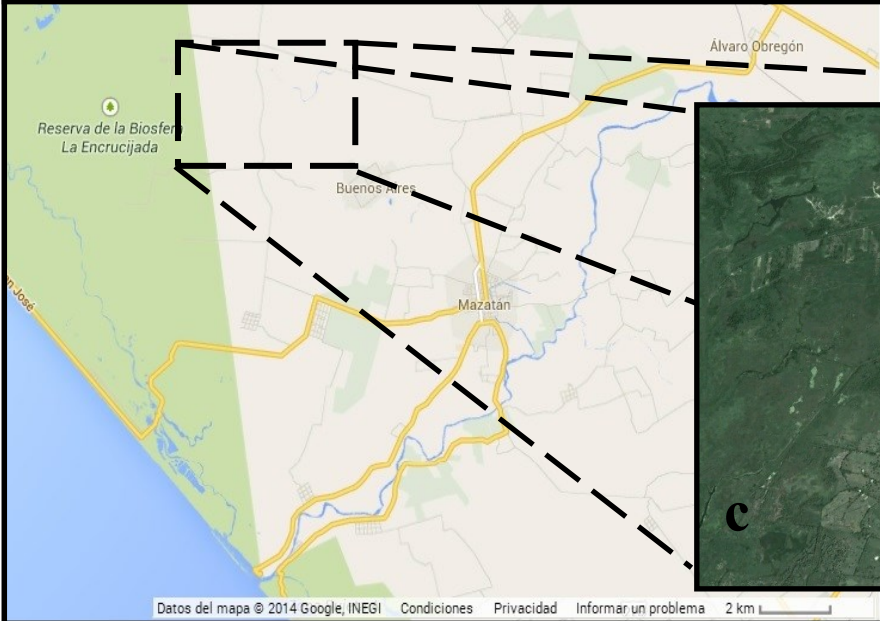 Álvaro Obregón
Reserva de la Biosfera
La Encrucijada
Buenos Aires
José
Mazatán
c
Datos del mapa © 2014 Google, INEGI Condiciones Privacidad Informar un problema 2 km